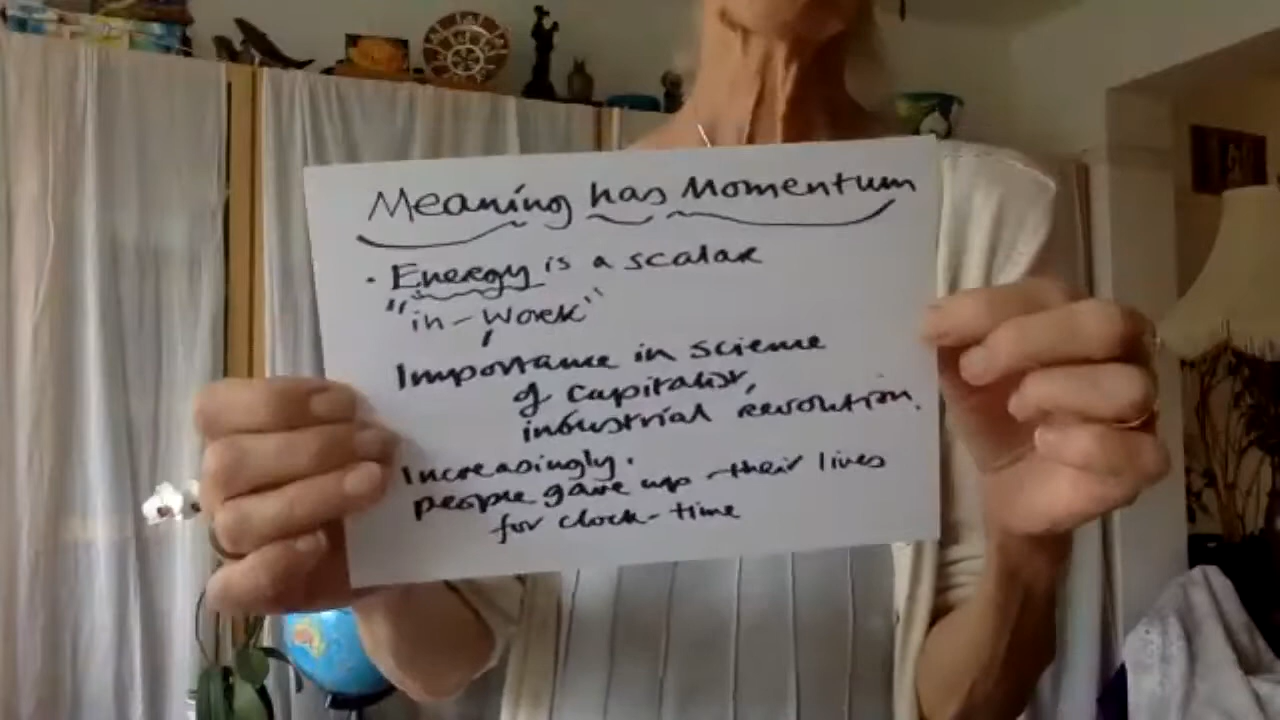 Meaning has Momentum
• Energy is a scalar
"in-work"
Importance in science
of capitalist,
industrial revolution.
Increasingly.
people gave up their lives
for clock-time